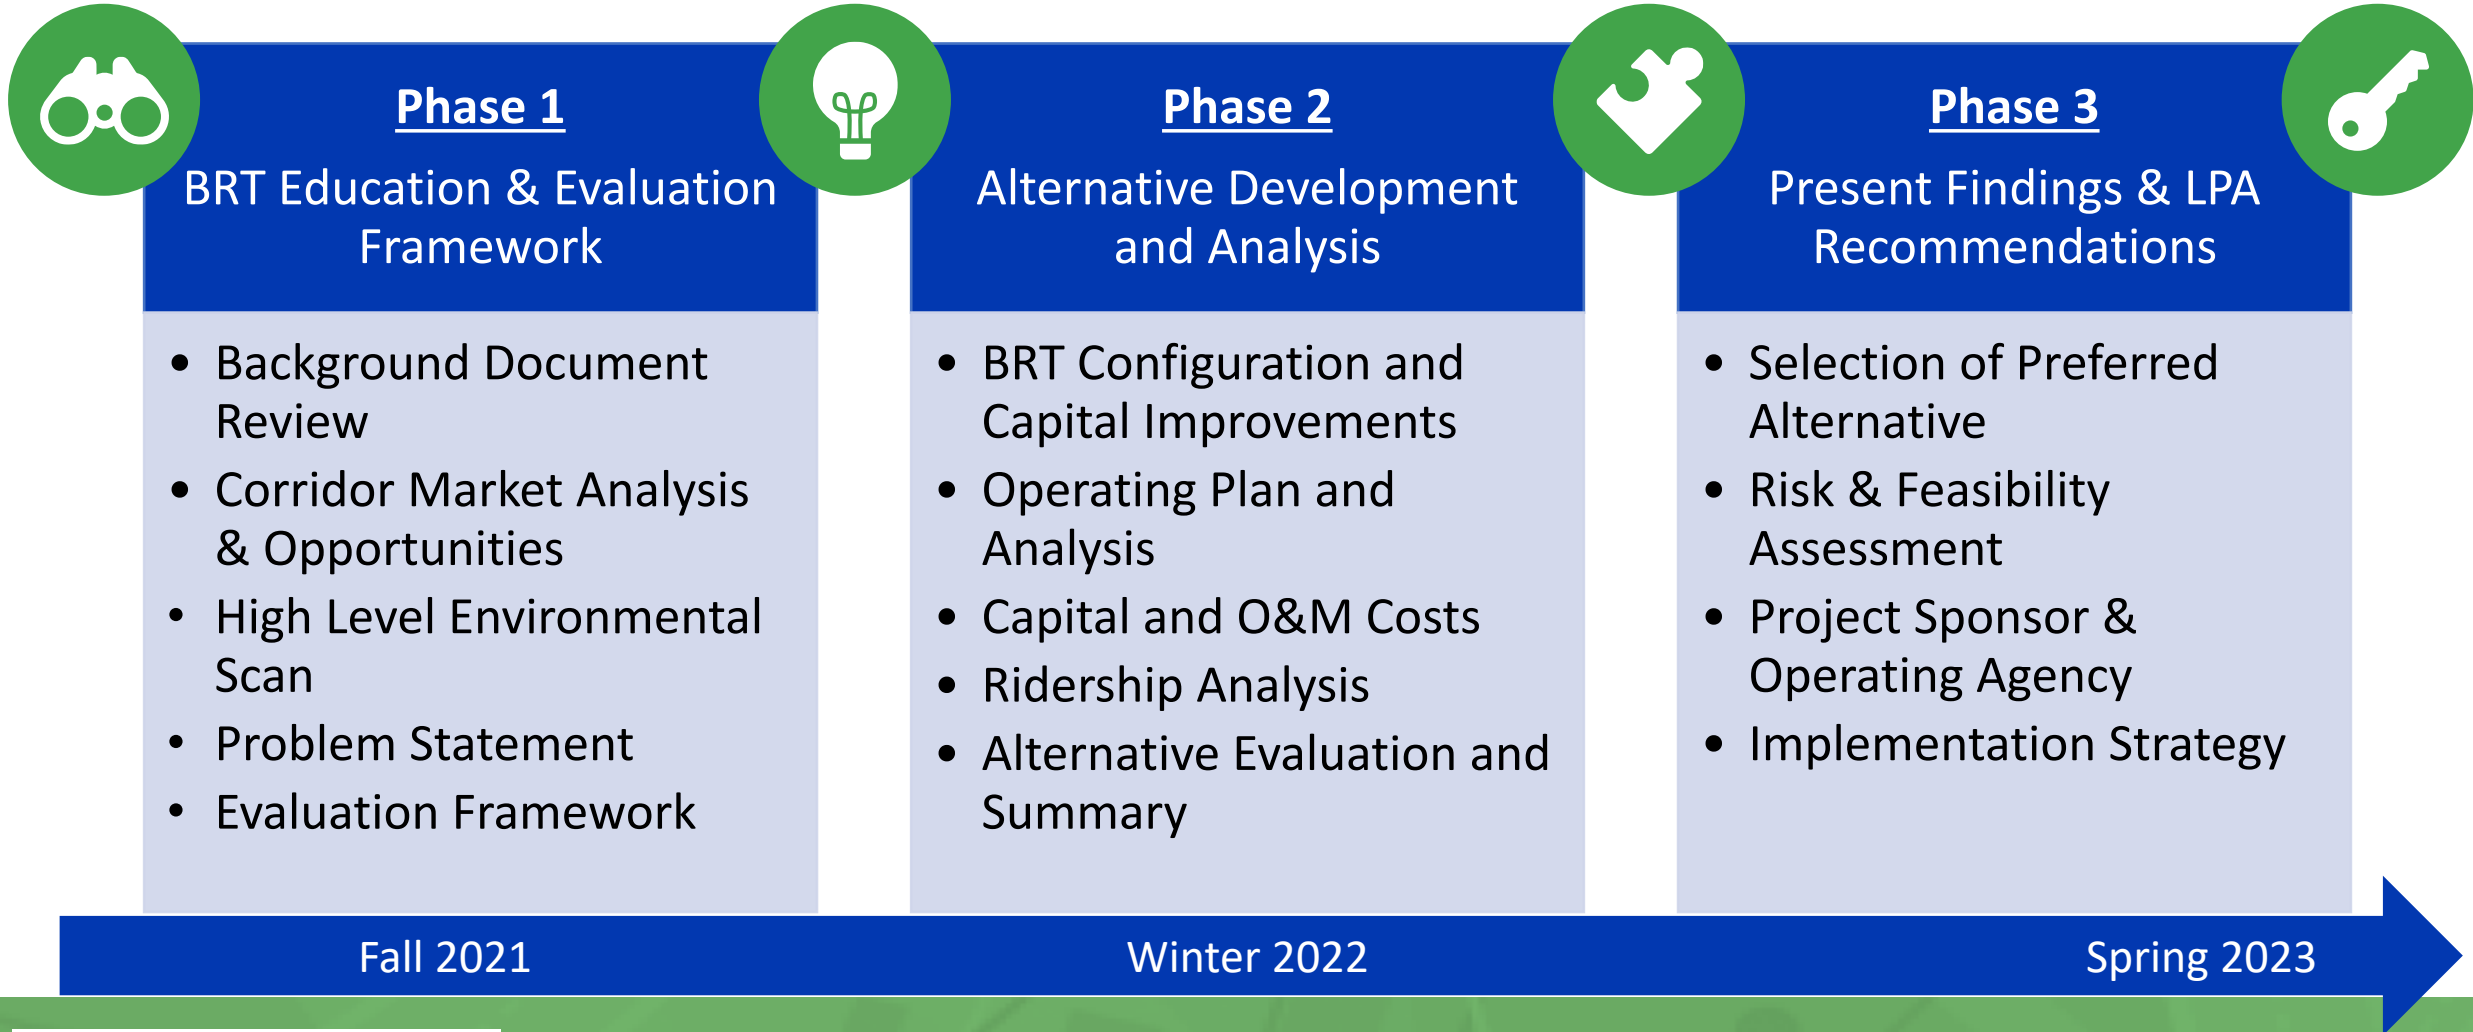 Phase 1
BRT Education & Evaluation
Framework
• Background Document
Review
• Corridor Market Analysis
& Opportunities
• High Level Environmental
Scan
• Problem Statement
• Evaluation Framework
Phase 2
Alternative Development
and Analysis
• BRT Configuration and
Capital Improvements
• Operating Plan and
Analysis
• Capital and O&M Costs
• Ridership Analysis
• Alternative Evaluation and
Summary
Phase 3
Present Findings & LPA
Recommendations
• Selection of Preferred
Alternative
• Risk & Feasibility
Assessment
• Project Sponsor &
Operating Agency
• Implementation Strategy
Fall 2021
Winter 2022
Spring 2023